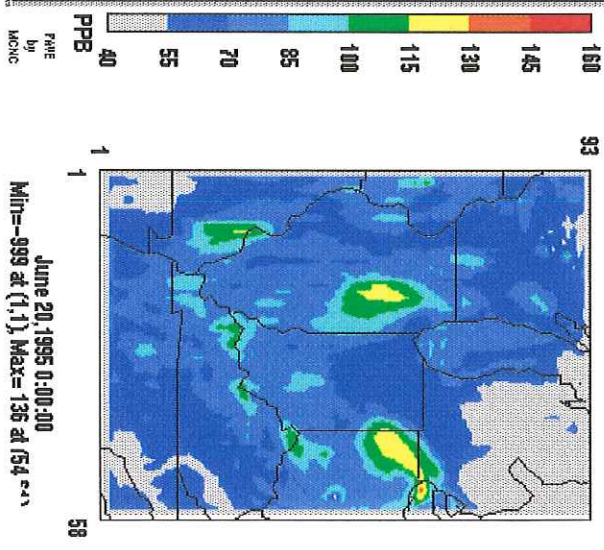 160
145
130
115
100
85
70
55
40
PPB
PAVE
by
MCNC
93
1
1
58
June 20,1995 0:00:00
Min=-999 at (1,1), Max= 136 at (54